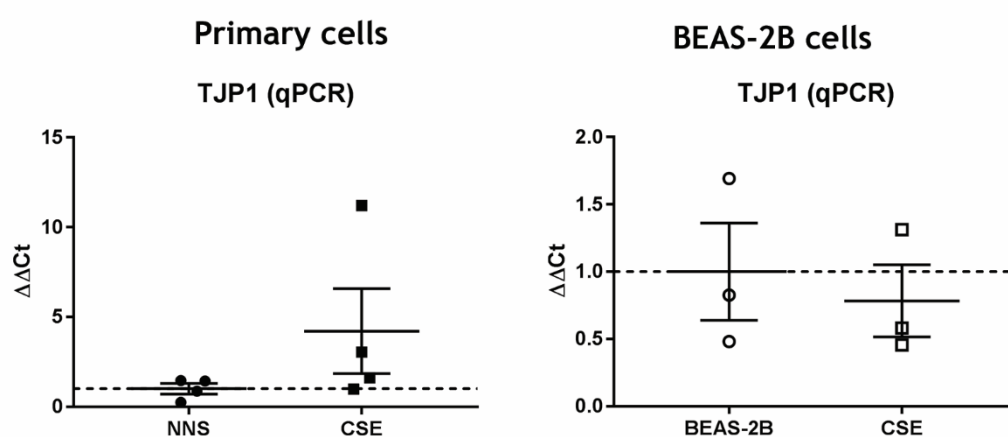 Primary cells
TJP1 (qPCR)
15
10
5
0
ΔΔCt
NNS
CSE
BEAS-2B cells
TJP1 (qPCR)
2.0
1.5
1.0
0.5
0.0
ΔΔCt
BEAS-2B
CSE